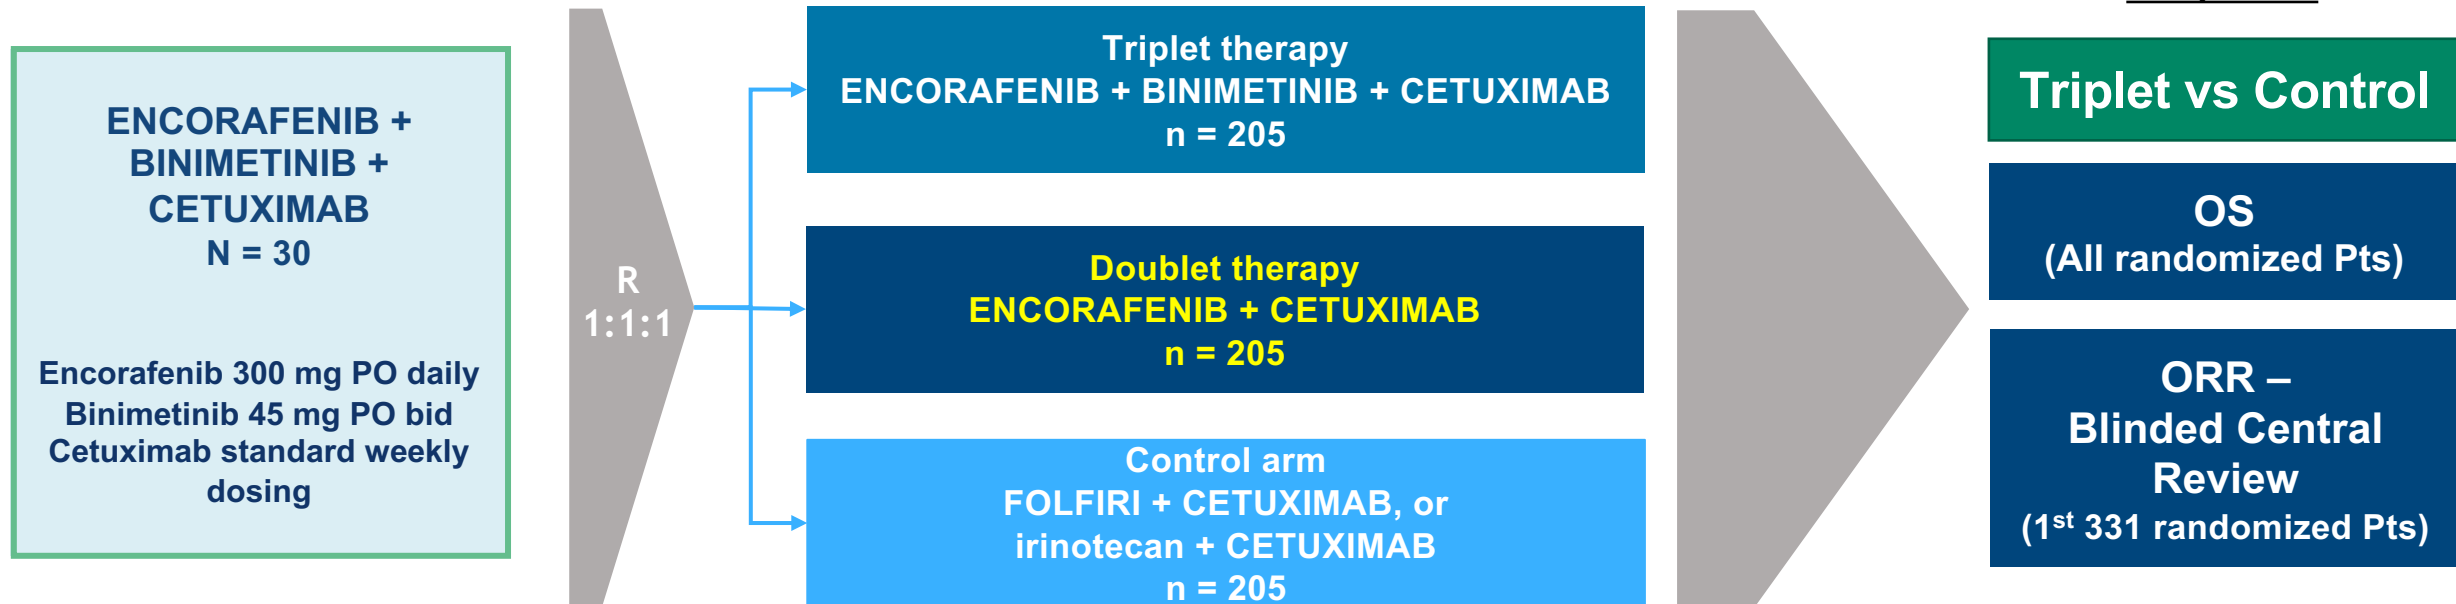 ENCORAFENIB +
BINIMETINIB +
CETUXIMAB
N = 30
Encorafenib 300 mg PO daily
Binimetinib 45 mg PO bid
Cetuximab standard weekly
dosing
R
1:1:1
Triplet therapy
ENCORAFENIB + BINIMETINIB + CETUXIMAB
n = 205
Doublet therapy
ENCORAFENIB + CETUXIMAB
n = 205
Control arm
FOLFIRI + CETUXIMAB, or
irinotecan + CETUXIMAB
n = 205
Triplet vs Control
OS
(All randomized Pts)
ORR –
Blinded Central
Review
(1st 331 randomized Pts)